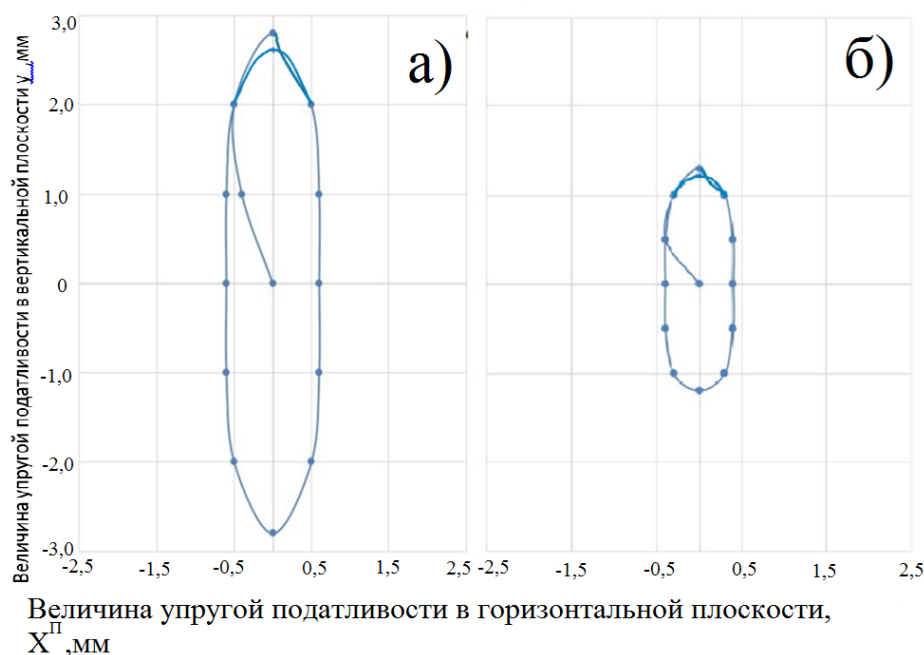 Величина упругой податливости в вертикальной плоскости y ,мм
а)
б)
3,0
2,0
1,0
0
-1,0
-2,0
-3,0
-2,5 -1,5 -0,5 0,5 1,5 2,5 -2,5 -1,5 -0,5 0,5 1,5 2,5
Величина упругой податливости в горизонтальной плоскости,
Xᴨ,мм